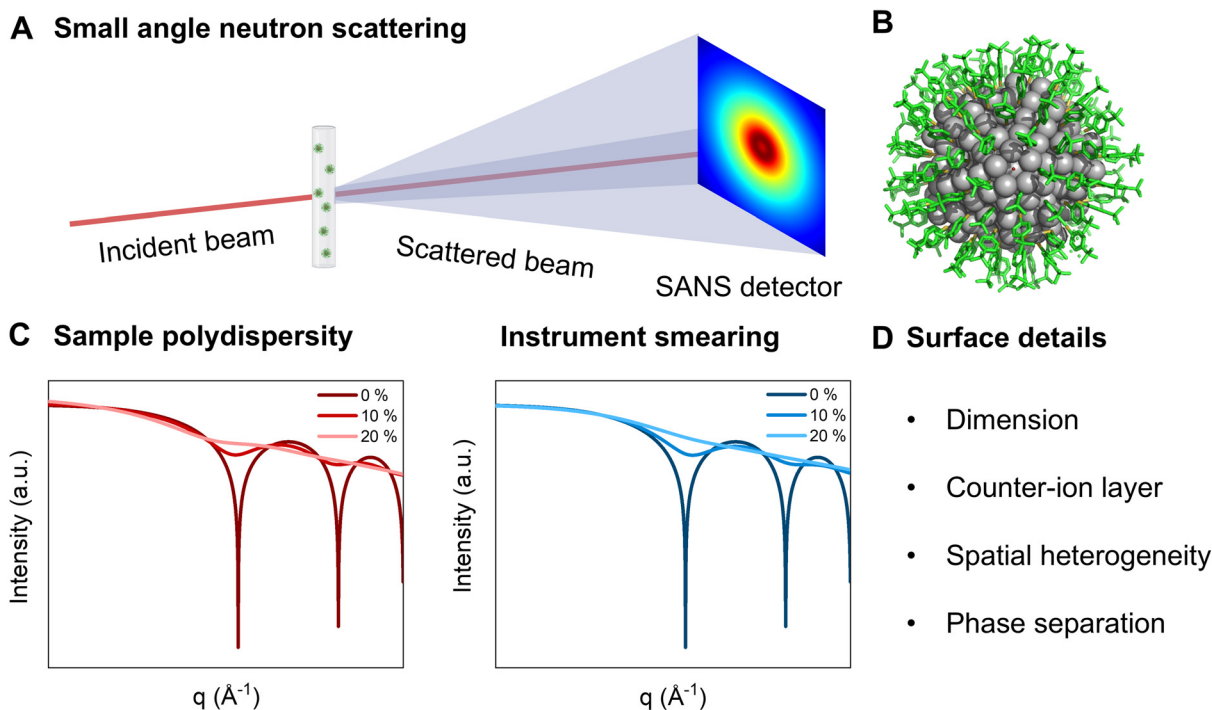 A Small angle neutron scattering
B
Incident beam
Scattered beam
SANS detector
C Sample polydispersity
0 %
10 %
20 %
Intensity (a.u.)
q (Å⁻¹)
Instrument smearing
0 %
10 %
20 %
Intensity (a.u.)
q (Å⁻¹)
D Surface details
• Dimension
• Counter-ion layer
• Spatial heterogeneity
• Phase separation